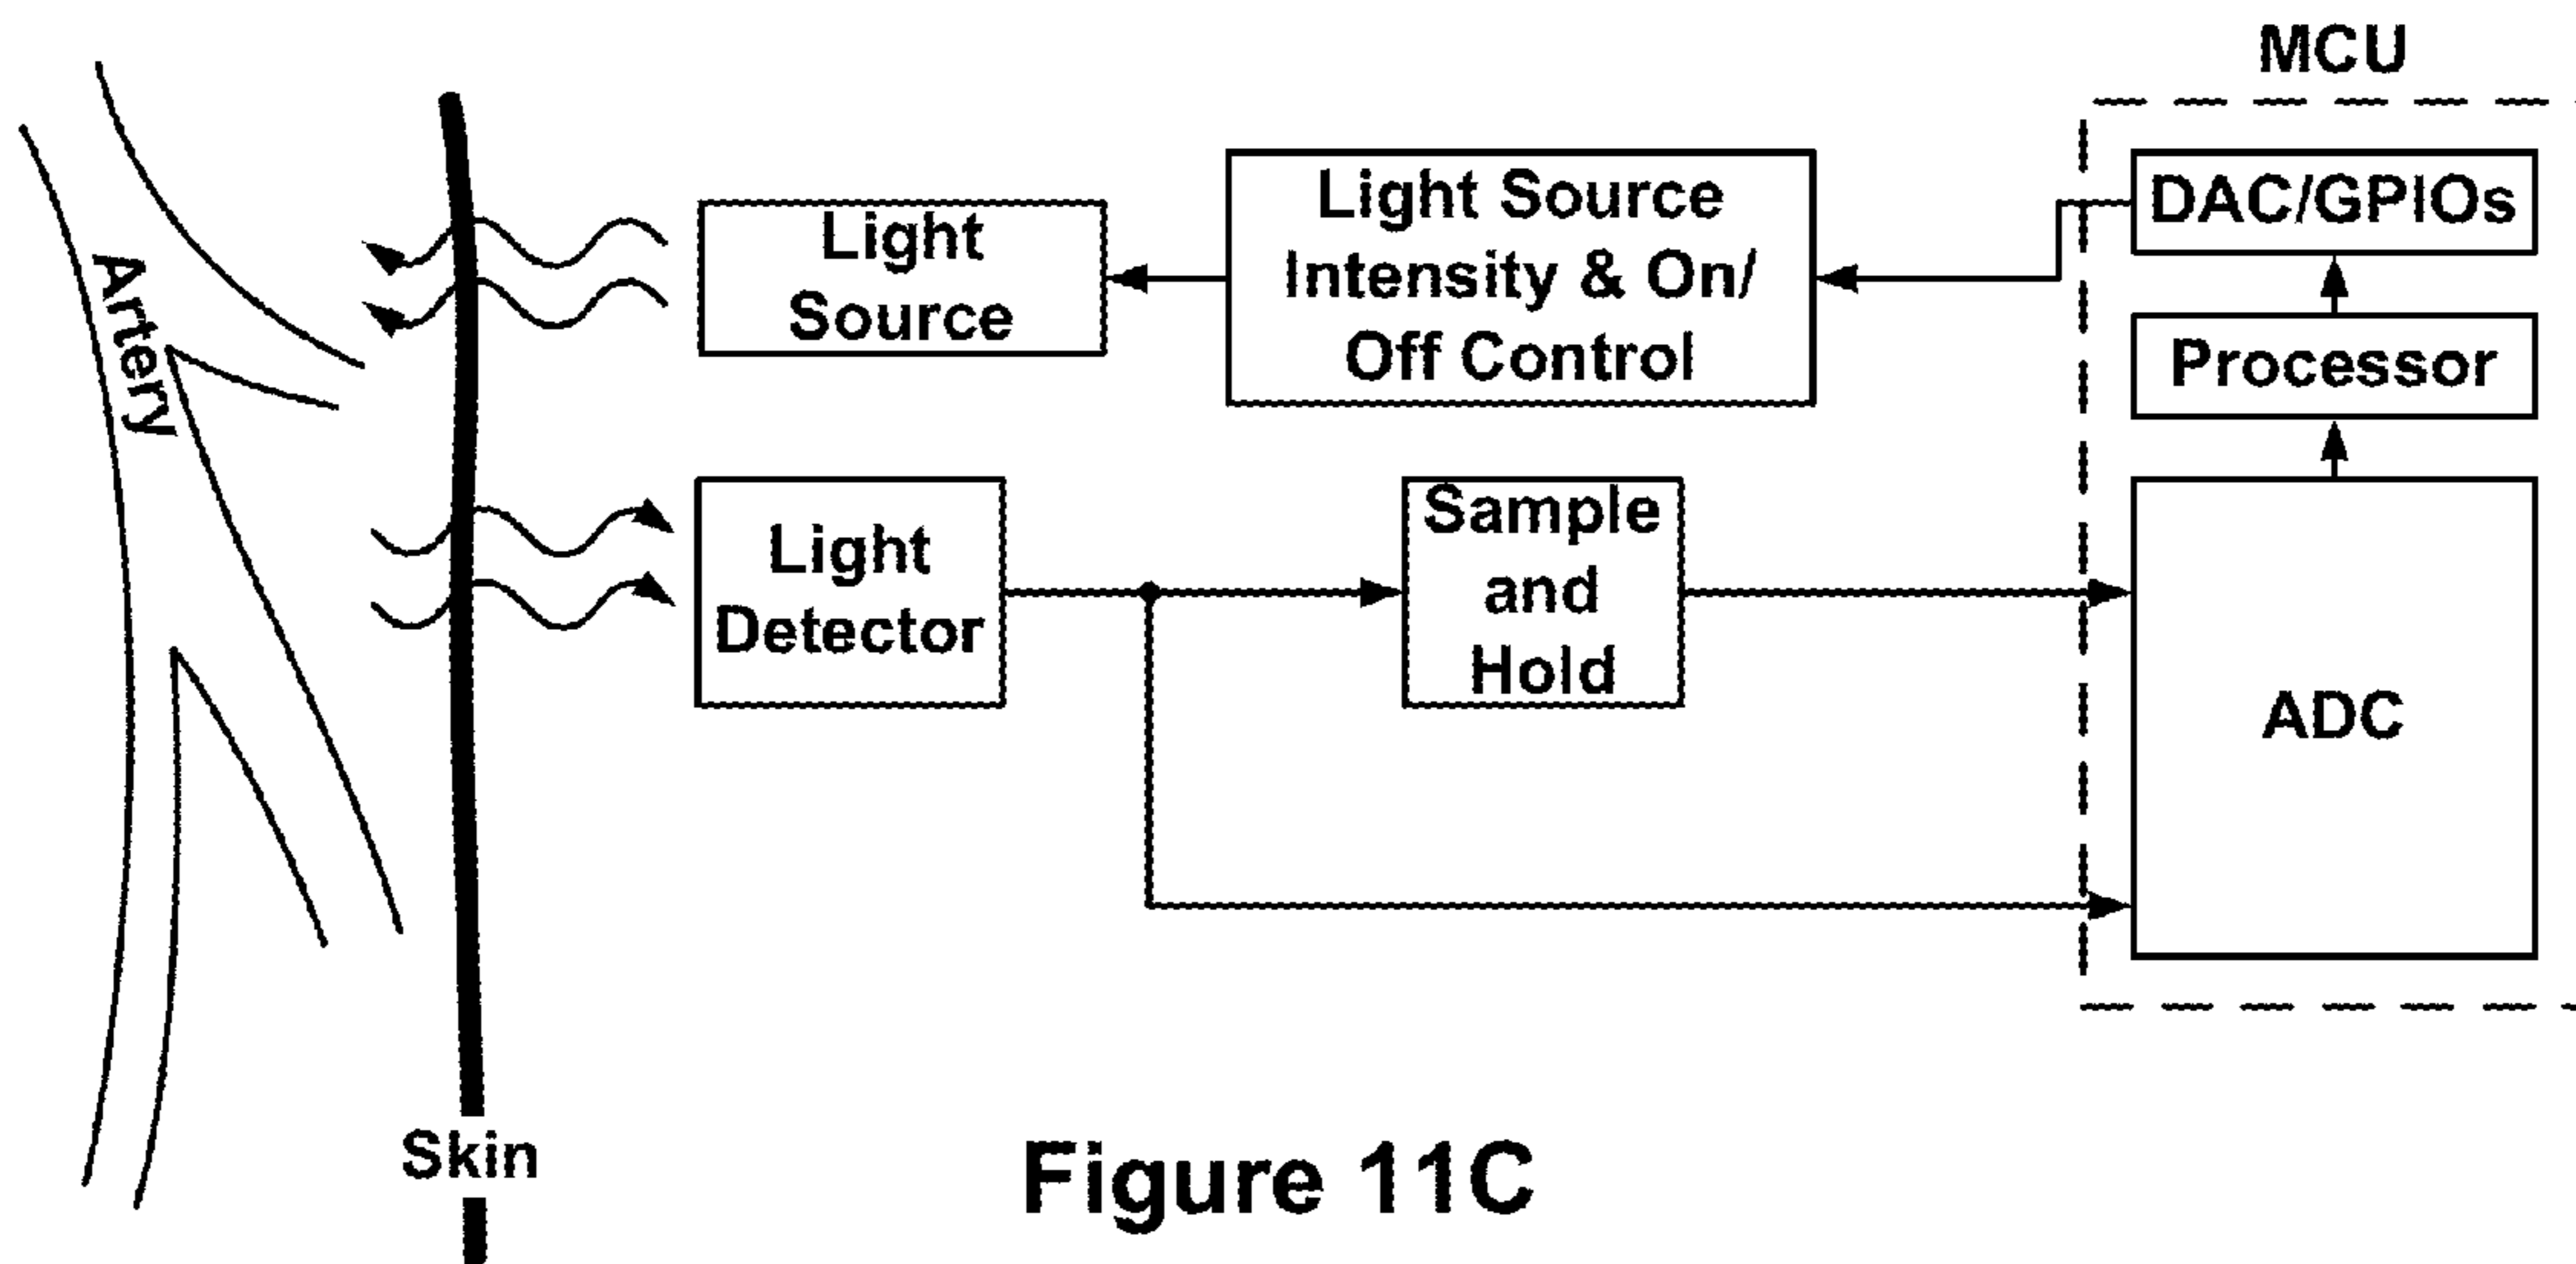 MCU
Light Source
Intensity & On/
Off Control
DAC/GPIOs
Light
Source
Processor
Artery
Light
Detector
Sample
and
Hold
ADC
Skin
Figure 11C